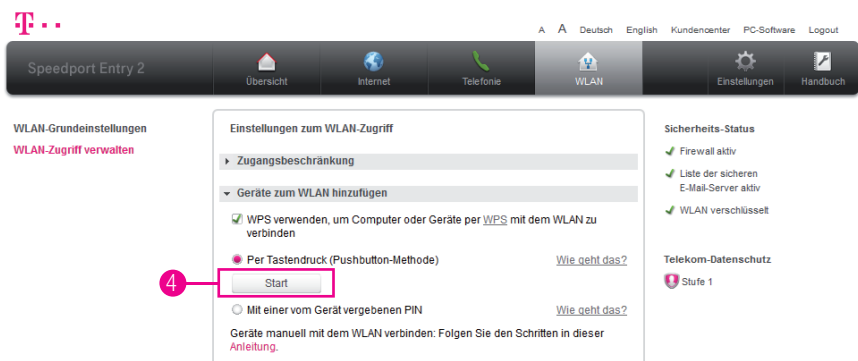 T
A A Deutsch English Kundencenter PC-Software Logout
Speedport Entry 2
Übersicht
Internet
Telefonie
WLAN
Einstellungen
Handbuch
WLAN-Grundeinstellungen
WLAN-Zugriff verwalten
Einstellungen zum WLAN-Zugriff
Zugangsbeschränkung
Geräte zum WLAN hinzufügen
WPS verwenden, um Computer oder Geräte per WPS mit dem WLAN zu
verbinden
Per Tastendruck (Pushbutton-Methode) Wie geht das?
4
Start
Mit einer vom Gerät vergebenen PIN Wie geht das?
Geräte manuell mit dem WLAN verbinden: Folgen Sie den Schritten in dieser
Anleitung.
Sicherheits-Status
Firewall aktiv
Liste der sicheren
E-Mail-Server aktiv
WLAN verschlüsselt
Telekom-Datenschutz
Stufe 1